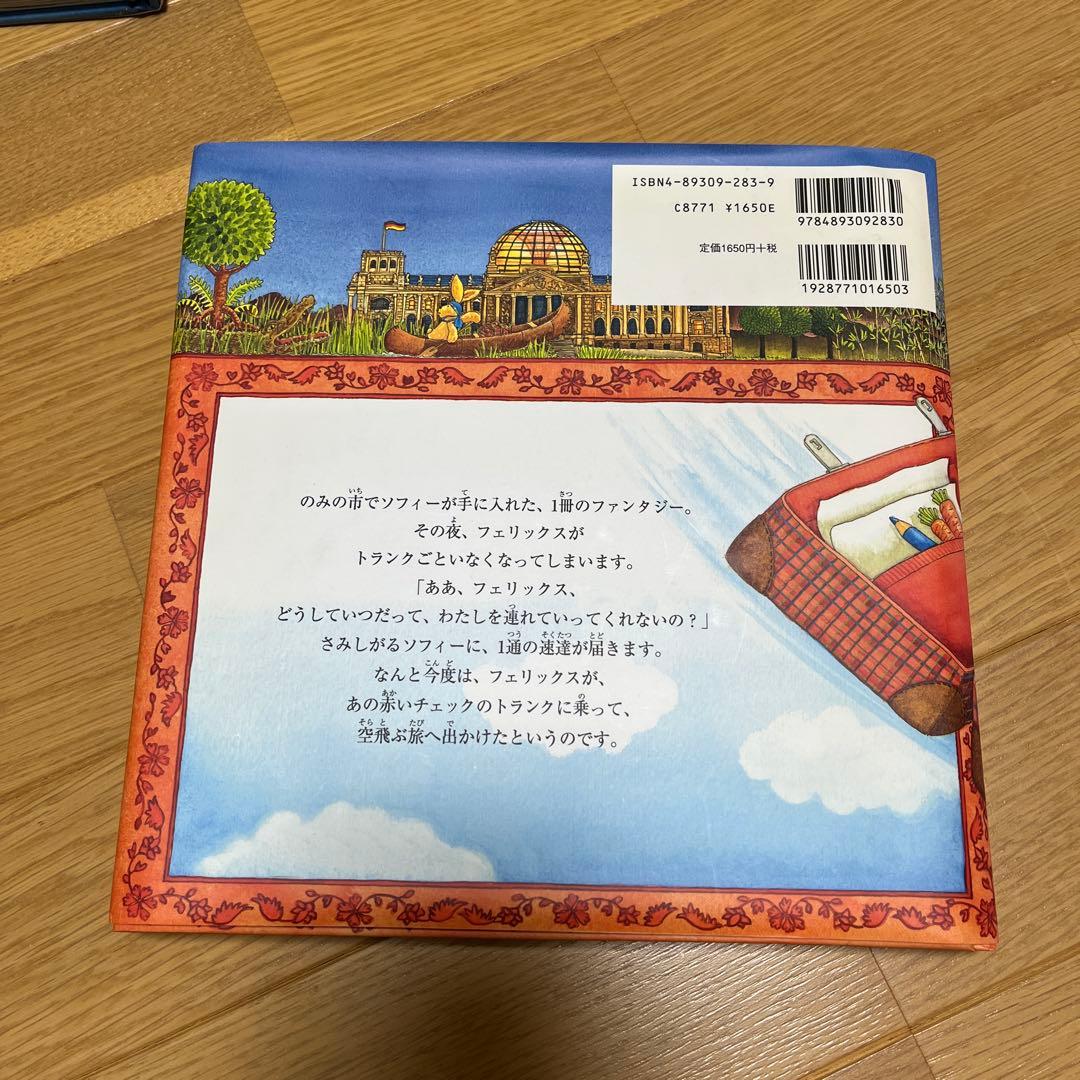 ISBN4-89309-283-9
C8771 ¥1650E
定価1650円+税
9784893092830
1928771016503
のみの市でソフィーが手に入れた、1冊のファンタジー。
その夜、フェリックスが
トランクごといなくなってしまいます。
「ああ、フェリックス、
どうしていつだって、わたしを連れていってくれないの?」
さみしがるソフィーに、1通の速達が届きます。
なんと今度は、フェリックスが、
あの赤いチェックのトランクに乗って、
空飛ぶ旅へ出かけたというのです。